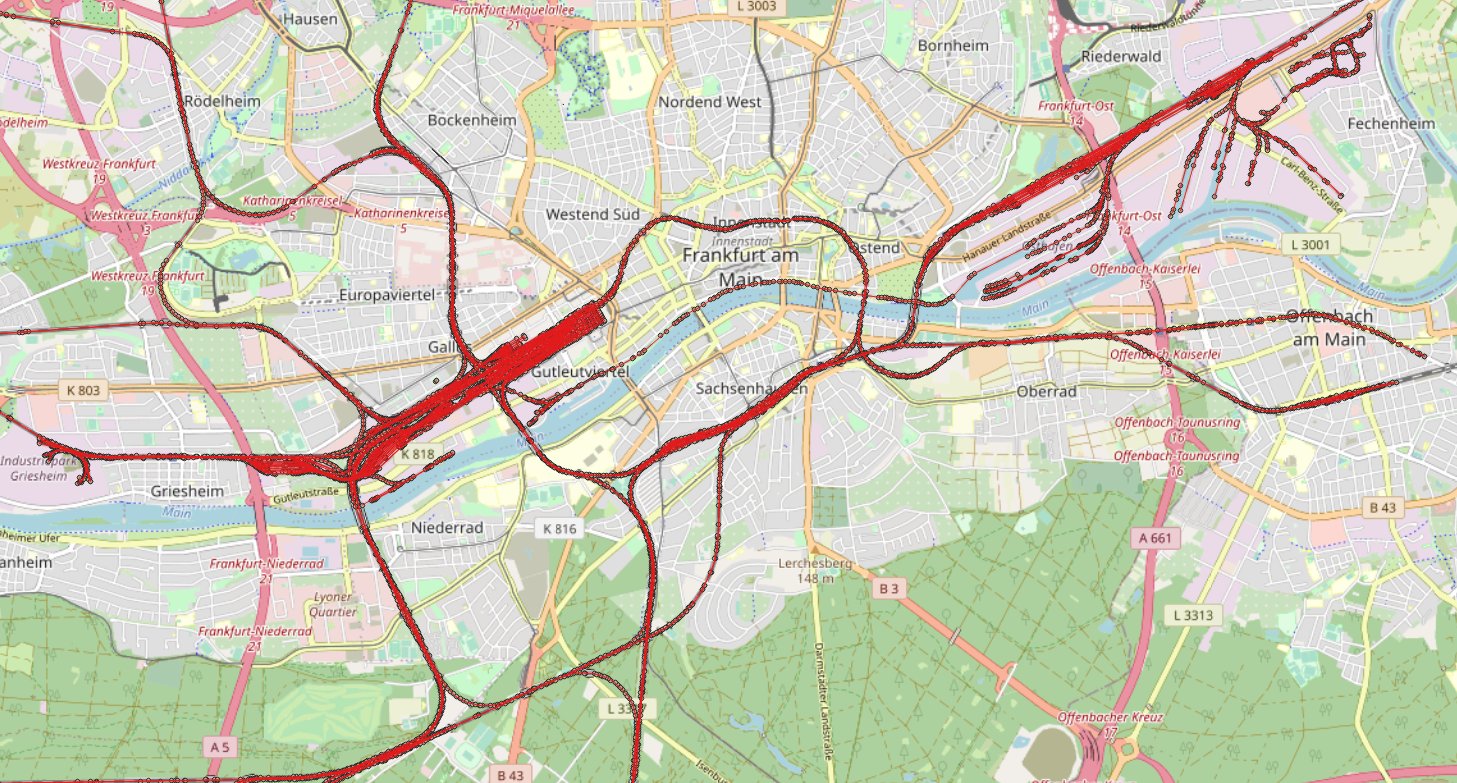 Hausen
Frankfurt-Miquelallee
21
L 3003
Bornheim
Riederwald
19
Rödelheim
Bockenheim
Nordend West
Frankfurt-Ost
14
Fechenheim
Westkreuz Frankfurt
19
Nidda
Carl-Benz-Straße
Katharinenkreisel
5
Katharinenkreisel
5
Westkreuz Frankfurt
3
Westend Süd
Innenstadt
Innenstadt
Frankfurt am
Main
Ostend
Hanauer Landstraße
Osthafen
Frankfurt-Ost
14
L 3001
Westkreuz Frankfurt
19
Europaviertel
Offenbach-Kaiserlei
15
Main
Main
Offenbach
am Main
Gallus
Gutleutviertel
Offenbach-Kaiserlei
15
K 803
Sachsenhausen
Oberrad
Offenbach-Taunusring
16
Offenbach-Taunusring
16
Main
K 818
Industriepark
Griesheim
Griesheim
Gutleutstraße
Main
Niederrad
K 816
B 43
A 661
Frankfurt-Niederrad
21
Lerchesberg
148 m
B 3
Lyoner
Quartier
L 3313
Frankfurt-Niederrad
21
Darmstädter Landstraße
L 3317
Offenbacher Kreuz
17
A 5
B 43